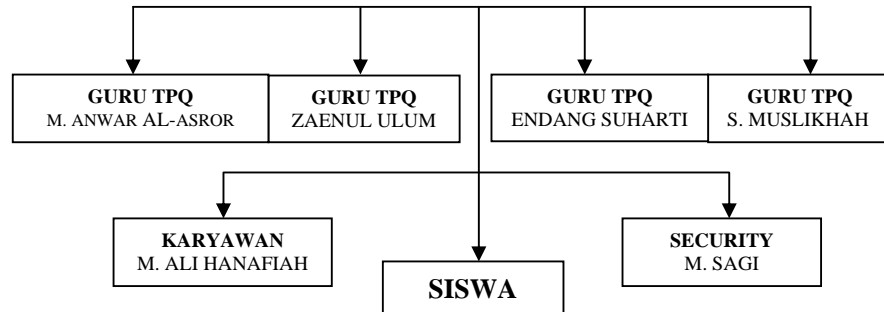 GURU TPQ
M. ANWAR AL-ASROR
GURU TPQ
ZAENUL ULUM
GURU TPQ
ENDANG SUHARTI
GURU TPQ
S. MUSLIKHAH
KARYAWAN
M. ALI HANAFIAH
SECURITY
M. SAGI
SISWA